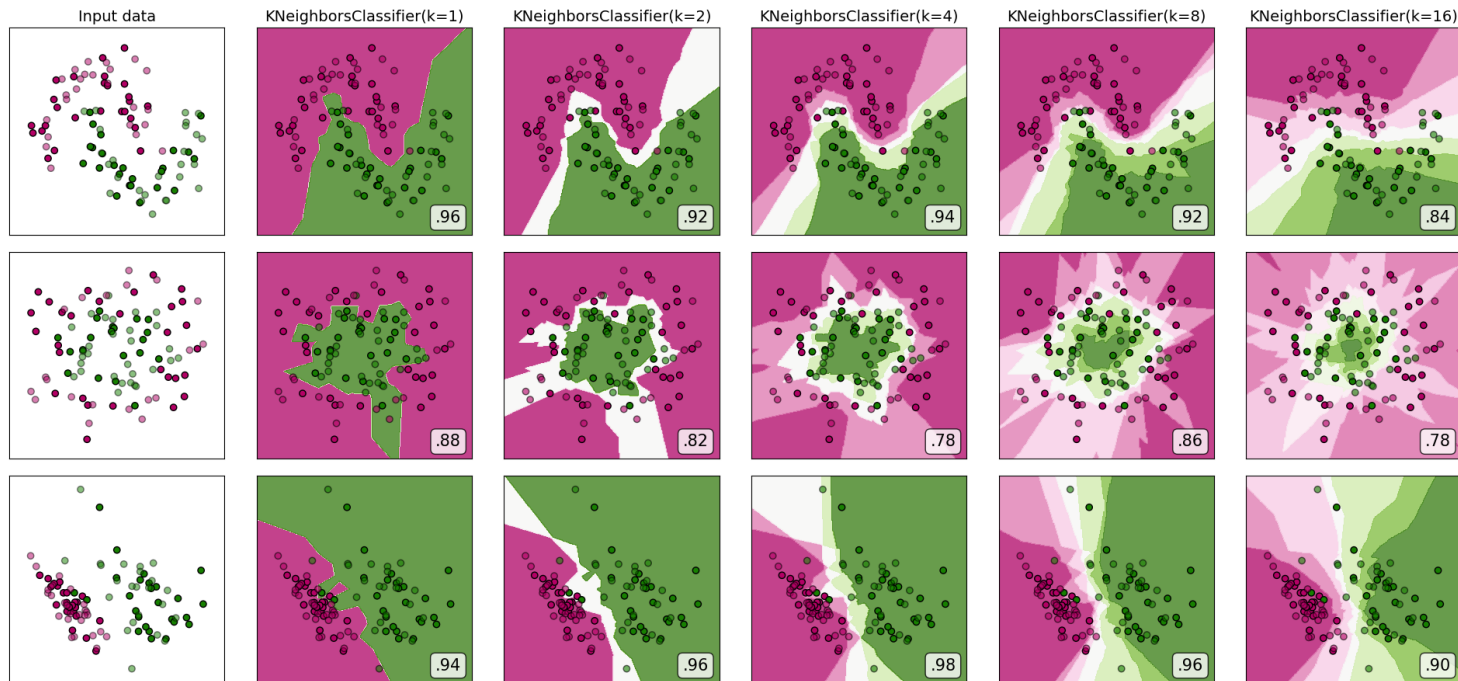 Input data
KNeighborsClassifier(k=1)
KNeighborsClassifier(k=2)
KNeighborsClassifier(k=4)
KNeighborsClassifier(k=8)
KNeighborsClassifier(k=16)
.96
.92
.94
.92
.84
.88
.82
.78
.86
.78
.94
.96
.98
.96
.90